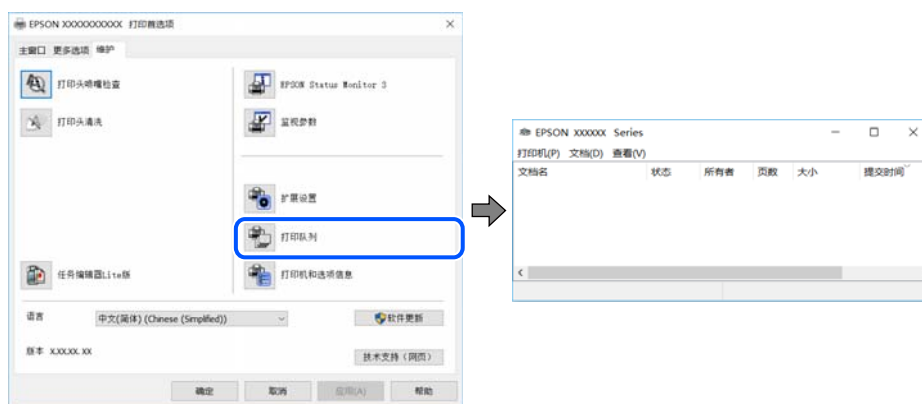 EPSON XXXXXXXXXXX 打印首选项
主窗口 更多选项 维护
打印头喷嘴检查
EPSON Status Monitor 3
打印头清洗
监视参数
扩展设置
打印队列
任务编辑器Lite版
打印机和选项信息
语言 中文(简体) (Chinese (Simplified)) 软件更新
版本 X.XX.XX.XX
技术支持（网页）
确定 取消 应用(A) 帮助
EPSON XXXXXX Series
打印机(P) 文档(D) 查看(V)
文档名 状态 所有者 页数 大小 提交时间